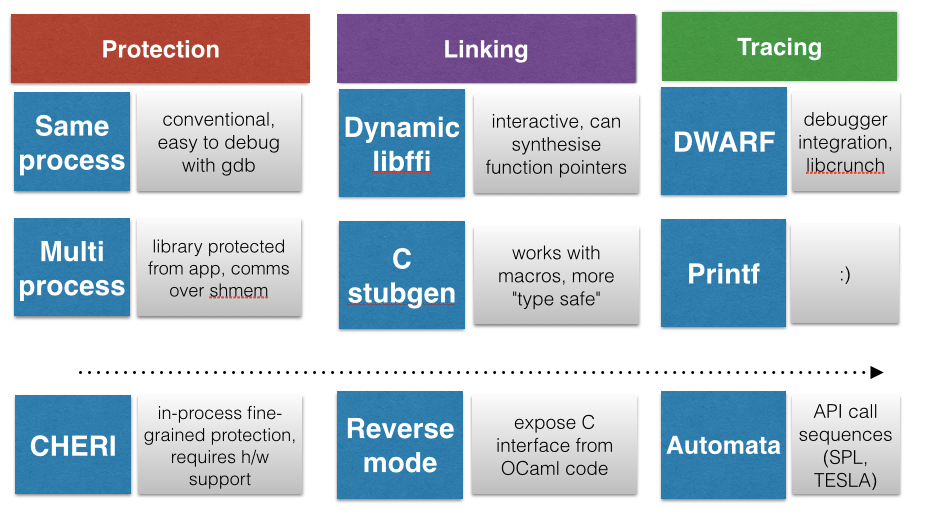 Protection
Linking
Tracing
Same
process
conventional,
easy to debug
with gdb
Dynamic
libffi
interactive, can
synthesise
function pointers
DWARF
debugger
integration,
libcrunch
Multi
process
library protected
from app, comms
over shmem
C
stubgen
works with
macros, more
"type safe"
Printf
:)
CHERI
in-process fine-
grained protection,
requires h/w
support
Reverse
mode
expose C
interface from
OCaml code
Automata
API call
sequences
(SPL,
TESLA)